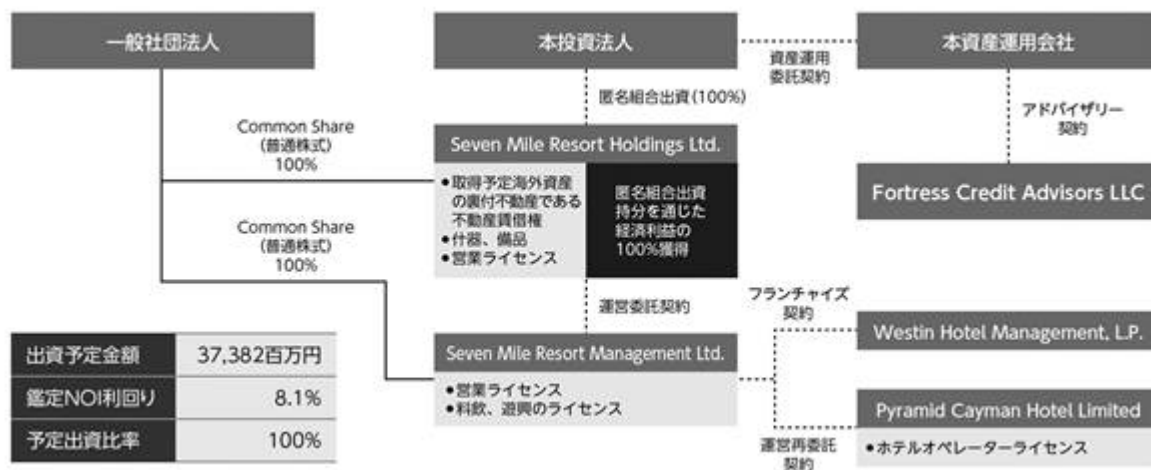 一般社団法人
本投資法人
本資産運用会社
資産運用
委託契約
匿名組合出資(100%)
アドバイザリー
契約
Common Share
(普通株式)
100%
Seven Mile Resort Holdings Ltd.
●取得予定海外資産
の裏付不動産である
不動産賃借権
●什器、備品
●営業ライセンス
匿名組合出資
持分を通じた
経済利益の
100%獲得
Fortress Credit Advisors LLC
Common Share
(普通株式)
100%
運営委託契約
フランチャイズ
契約
Westin Hotel Management, L.P.
Seven Mile Resort Management Ltd.
●営業ライセンス
●料飲、遊興のライセンス
Pyramid Cayman Hotel Limited
●ホテルオペレーターライセンス
運営再委託
契約
出資予定金額 37,382百万円
鑑定NOI利回り 8.1%
予定出資比率 100%